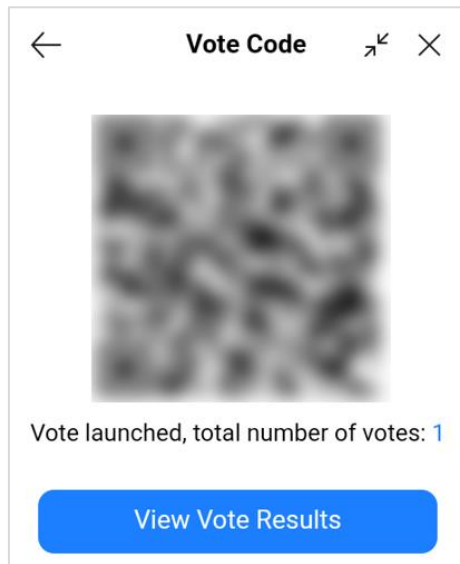 Vote Code
Vote launched, total number of votes: 1
View Vote Results